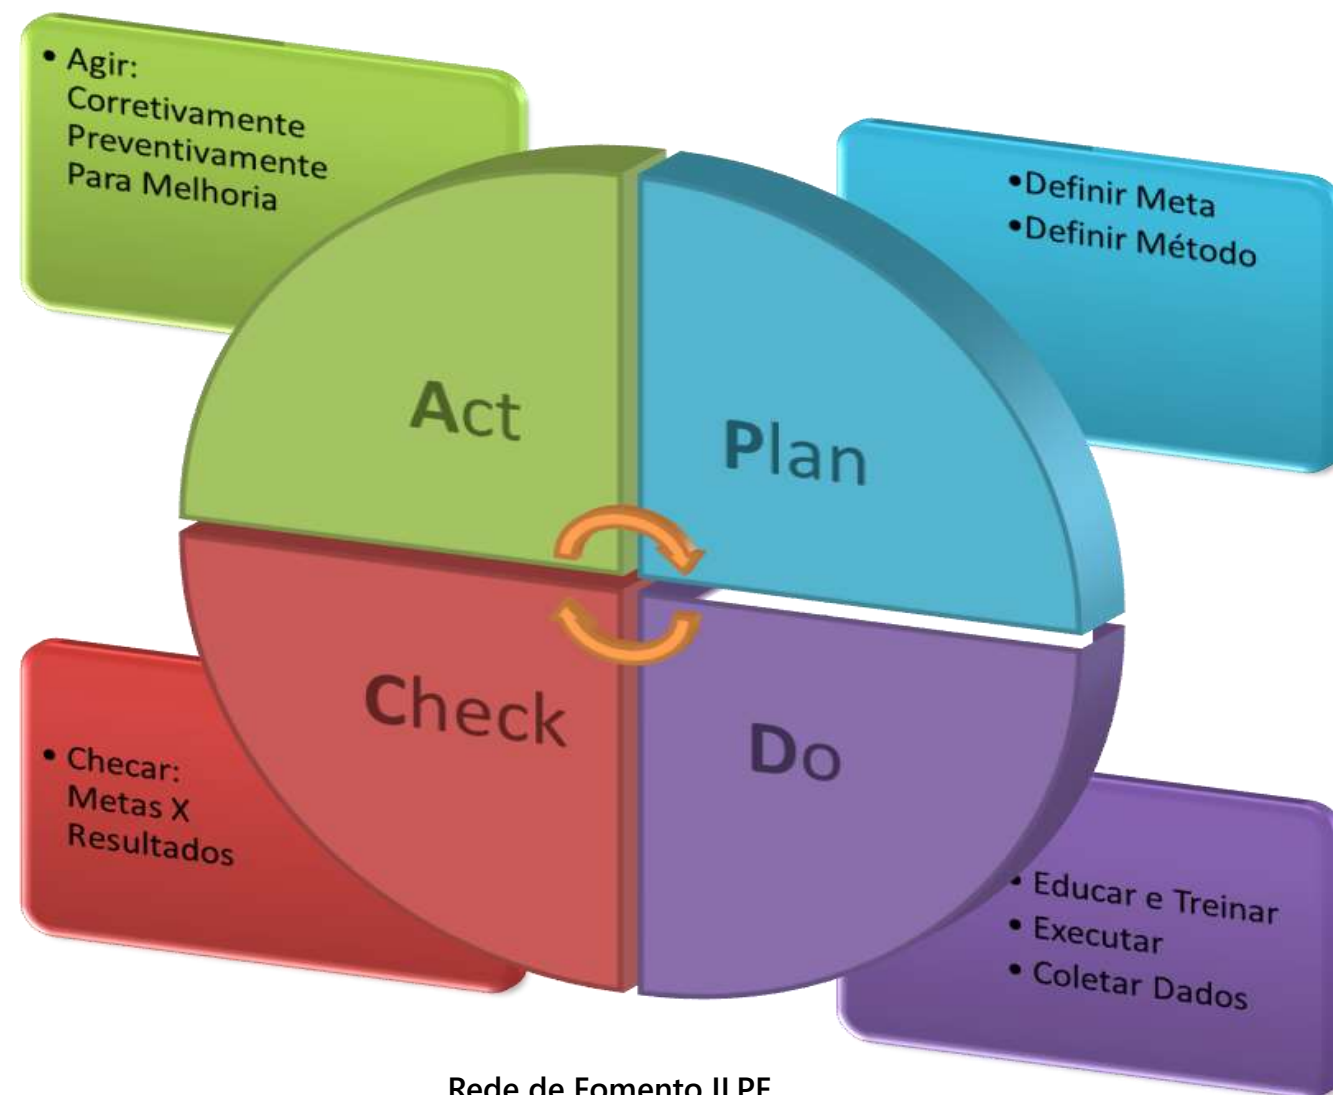 • Agir:
Corretivamente
Preventivamente
Para Melhoria
•Definir Meta
•Definir Método
Act
Plan
Check
Do
• Checar:
Metas X
Resultados
• Educar e Treinar
• Executar
• Coletar Dados
Rede de Fomento ILPF